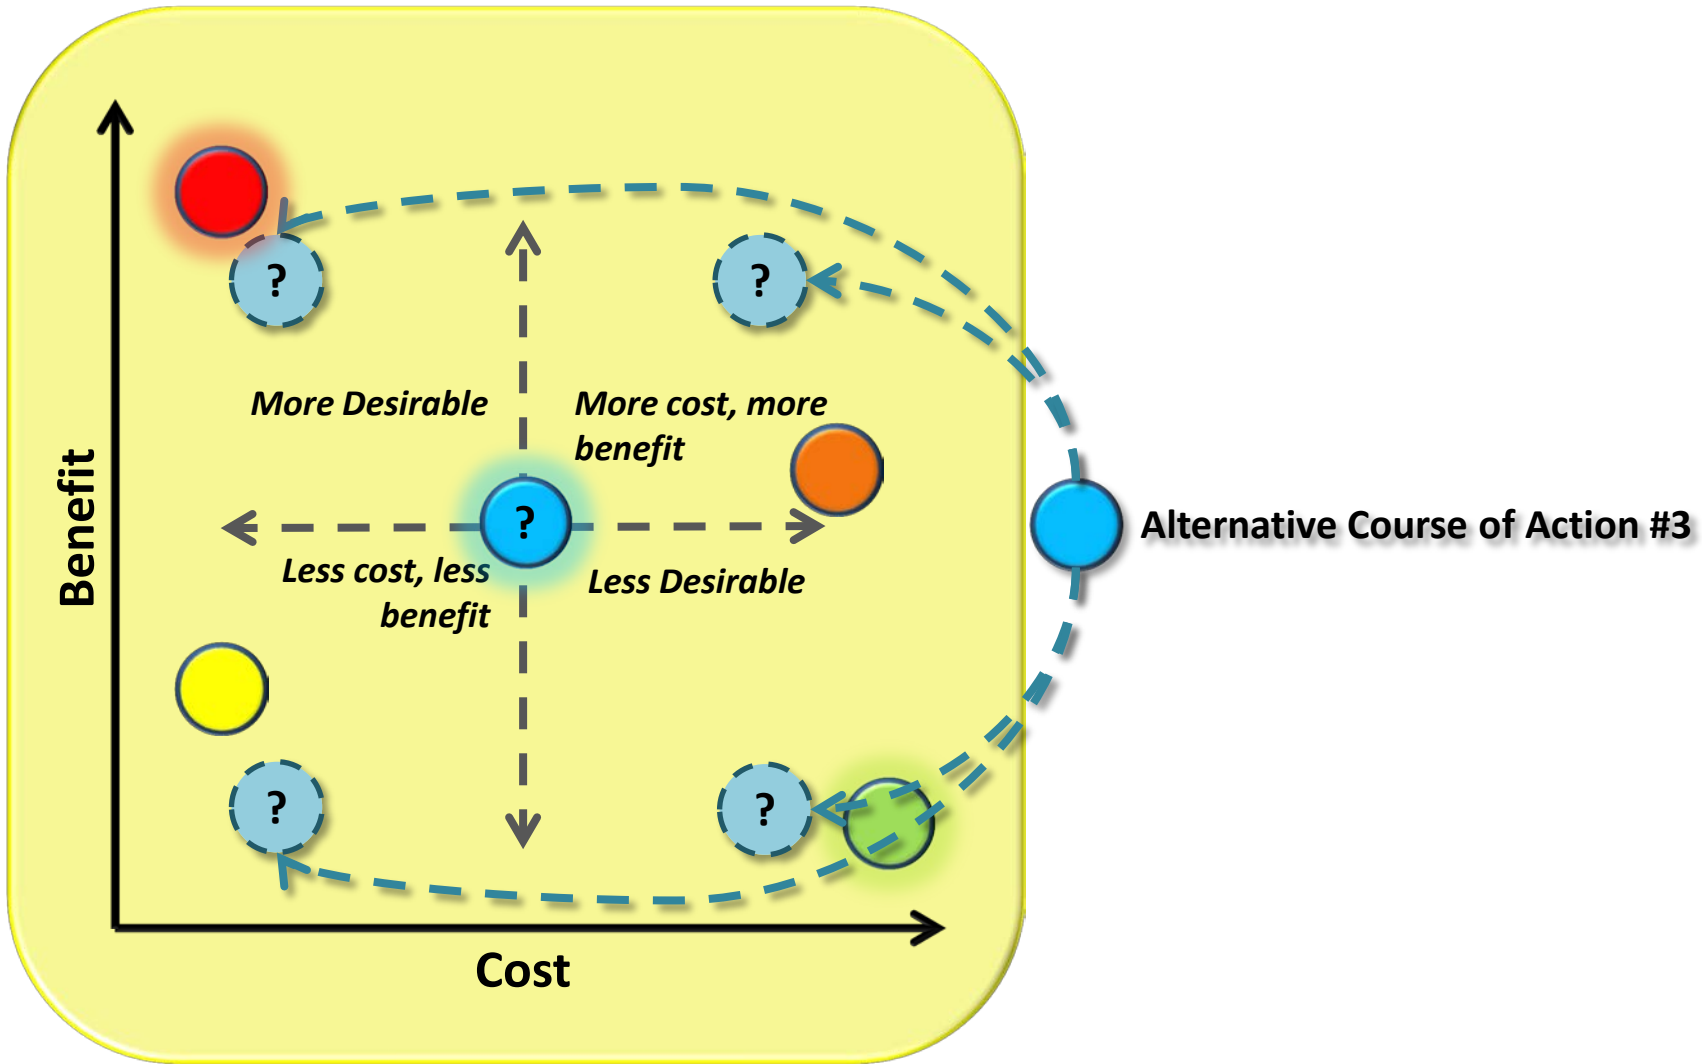 ?
?
More Desirable
More cost, more
benefit
Benefit
?
Alternative Course of Action #3
Less cost, less
benefit
Less Desirable
?
?
Cost